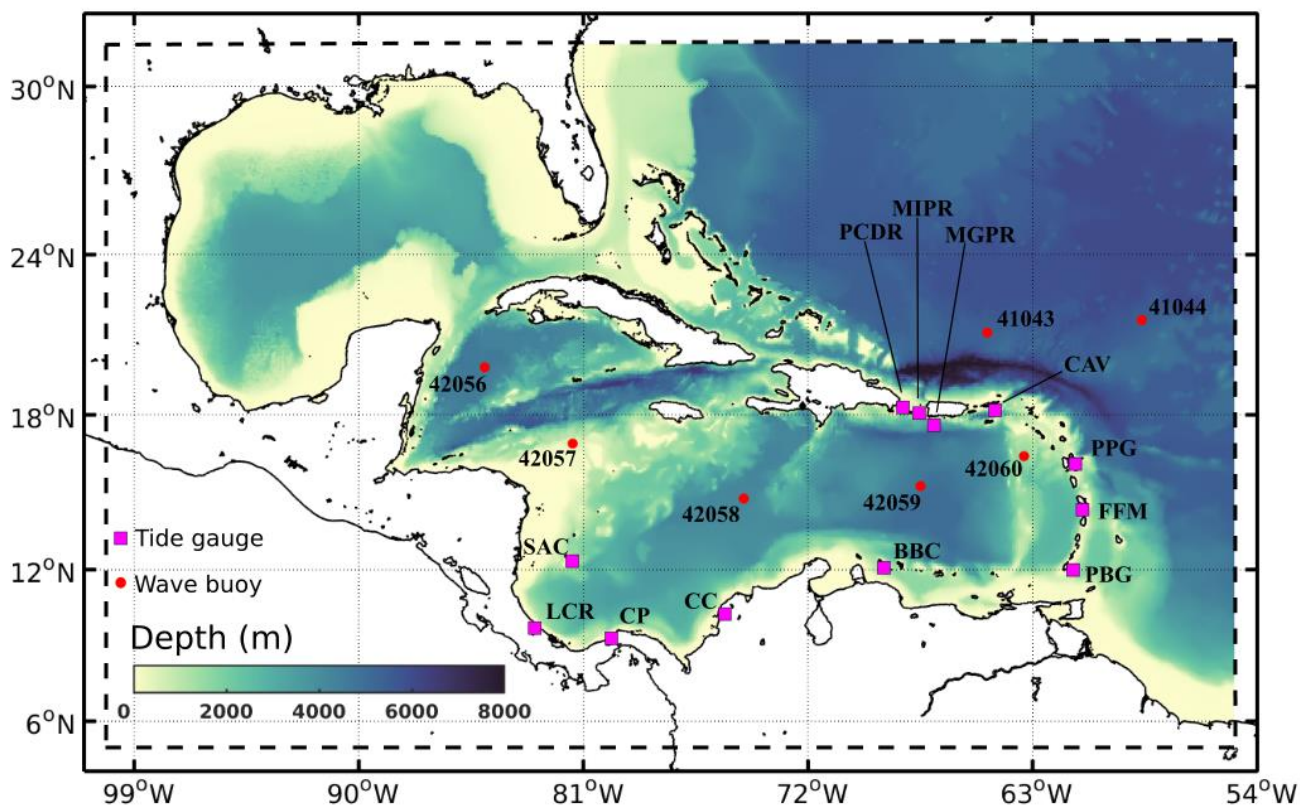 30°N
MIPR
PCDR
MGPR
24°N
41043
41044
CAV
42056
18°N
42057
42060
PPG
42059
42058
FFM
Tide gauge
SAC
BBC
PBG
12°N
Wave buoy
LCR
CP
CC
Depth (m)
0 2000 4000 6000 8000
6°N
99°W 90°W 81°W 72°W 63°W 54°W